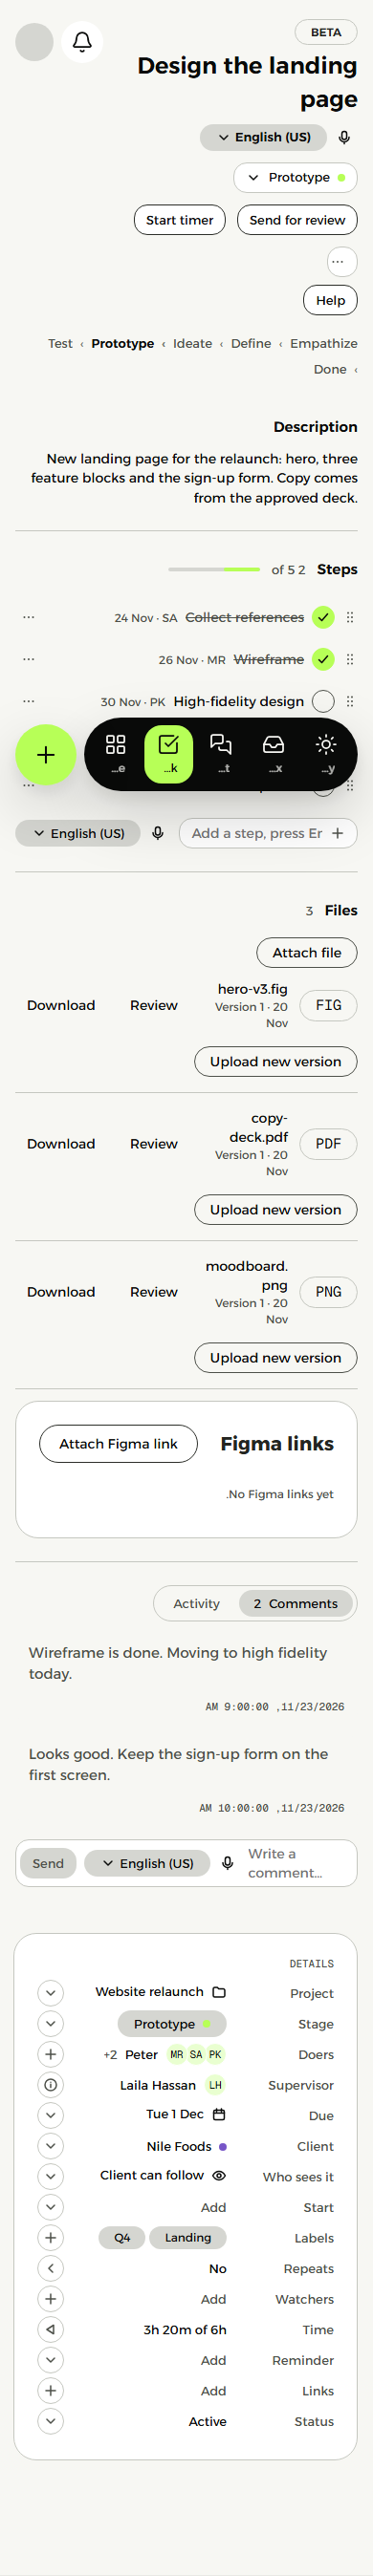 BETA
Design the landing
page
English (US)
Prototype
Start timer
Send for review
...
Help
Test ‹ Prototype ‹ Ideate ‹ Define ‹ Empathize
Done ‹
Description
New landing page for the relaunch: hero, three
feature blocks and the sign-up form. Copy comes
from the approved deck.
Steps
of 5 2
Collect references
24 Nov · SA
Wireframe
26 Nov · MR
High-fidelity design
30 Nov · PK
...e
...k
...t
...x
...y
English (US)
Add a step, press Er
Files
3
Attach file
FIG
hero-v3.fig
Version 1 · 20
Nov
Review
Download
Upload new version
PDF
copy-
deck.pdf
Version 1 · 20
Nov
Review
Download
Upload new version
PNG
moodboard.
png
Version 1 · 20
Nov
Review
Download
Upload new version
Figma links
Attach Figma link
.No Figma links yet
2 Comments
Activity
Wireframe is done. Moving to high fidelity
today.
AM 9:00:00 ,11/23/2026
Looks good. Keep the sign-up form on the
first screen.
AM 10:00:00 ,11/23/2026
Write a
comment...
English (US)
Send
DETAILS
Project
Website relaunch
Stage
Prototype
Doers
PK
SA
MR
Peter
+2
Supervisor
LH
Laila Hassan
Due
Tue 1 Dec
Client
Nile Foods
Who sees it
Client can follow
Start
Add
Labels
Landing
Q4
Repeats
No
Watchers
Add
Time
3h 20m of 6h
Reminder
Add
Links
Add
Status
Active